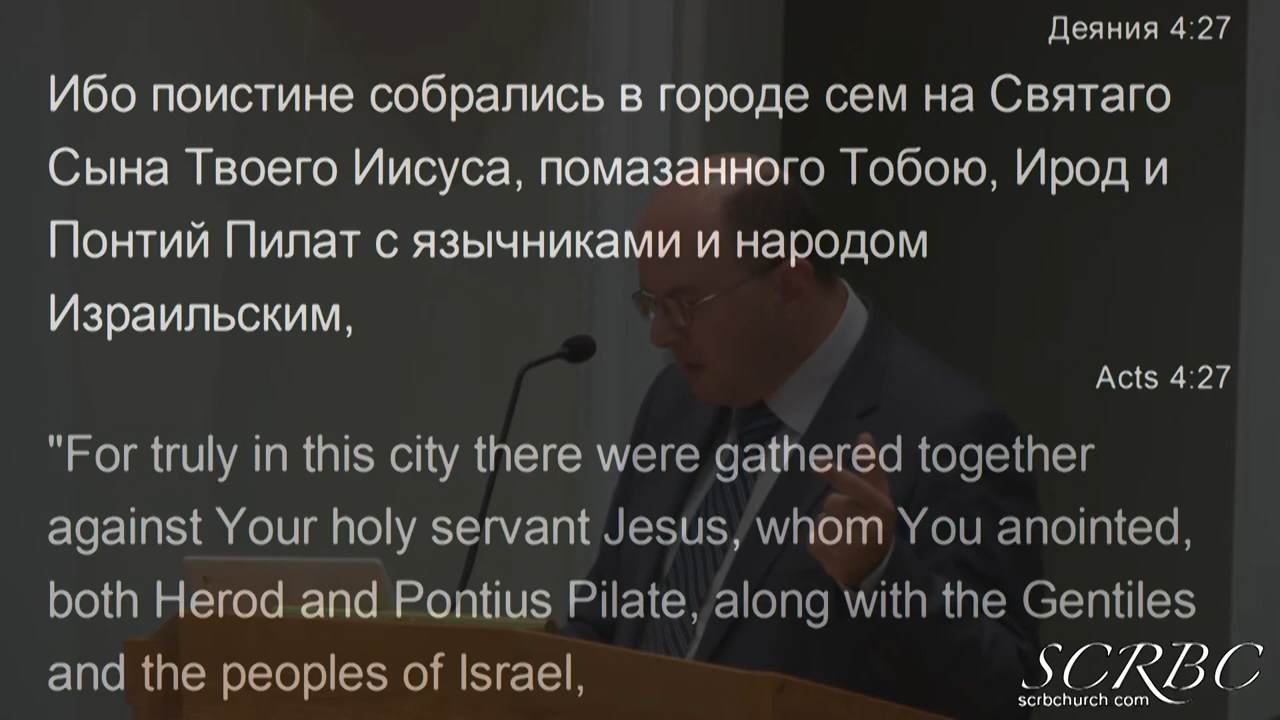 Деяния 4:27
Ибо поистине собрались в городе сем на Святаго
Сына Твоего Иисуса, помазанного Тобою, Ирод и
Понтий Пилат с язычниками и народом
Израильским,
Acts 4:27
"For truly in this city there were gathered together
against Your holy servant Jesus, whom You anointed,
both Herod and Pontius Pilate, along with the Gentiles
and the peoples of Israel,
SCRBC
scrbchurch com